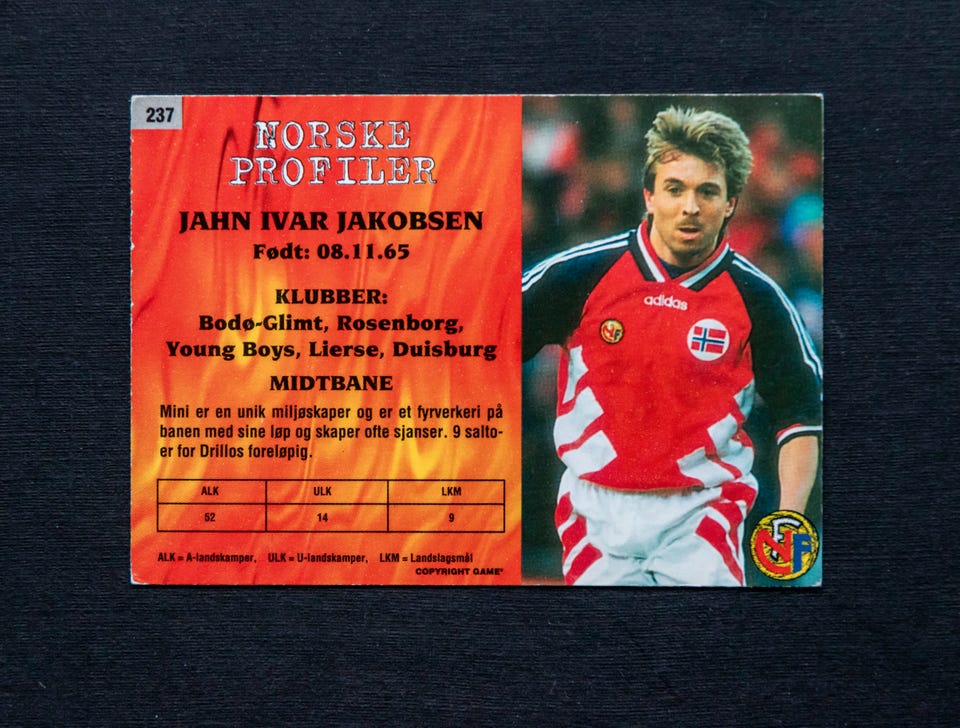 237
NORSKE
PROFILER
JAHN IVAR JAKOBSEN
Født: 08.11.65
KLUBBER:
Bodø-Glimt, Rosenborg,
Young Boys, Lierse, Duisburg
MIDTBANE
Mini er en unik miljøskaper og er et fyrverkeri på
banen med sine løp og skaper ofte sjanser. 9 salto-
er for Drillos foreløpig.
ALK ULK LKM
52 14 9
ALK = A-landskamper, ULK = U-landskamper, LKM = Landslagsmål
COPYRIGHT GAME®
adidas
NFF
NFF